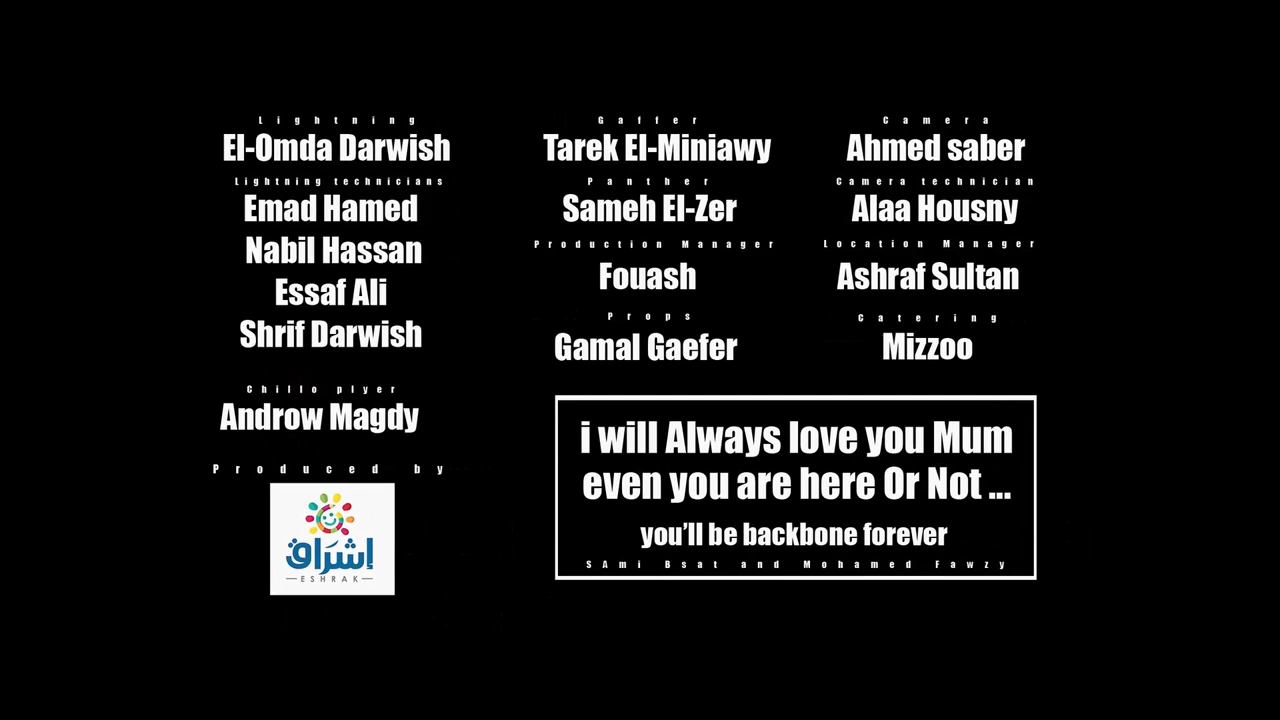 Lightning
El-Omda Darwish
Lightning technicians
Emad Hamed
Nabil Hassan
Essaf Ali
Shrif Darwish
Chillo plyer
Androw Magdy
Produced by
إشراق
ESHRAK
Gaffer
Tarek El-Miniawy
Panther
Sameh El-Zer
Production Manager
Fouash
Props
Gamal Gaefer
Camera
Ahmed saber
Camera technician
Alaa Housny
Location Manager
Ashraf Sultan
Catering
Mizzoo
i will Always love you Mum
even you are here Or Not ...
you'll be backbone forever
SAmi Bsat and Mohamed Fawzy